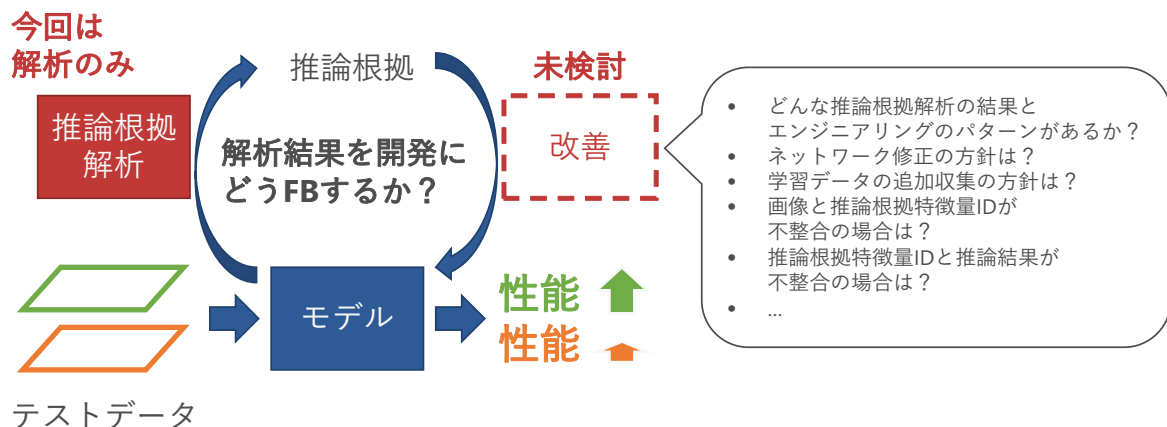 今回は
解析のみ
推論根拠
解析
推論根拠
解析結果を開発に
どうFBするか？
未検討
改善
• どんな推論根拠解析の結果と
エンジニアリングのパターンがあるか？
• ネットワーク修正の方針は？
• 学習データの追加収集の方針は？
• 画像と推論根拠特徴量IDが
不整合の場合は？
• 推論根拠特徴量IDと推論結果が
不整合の場合は？
• ...
モデル
性能
性能
テストデータ